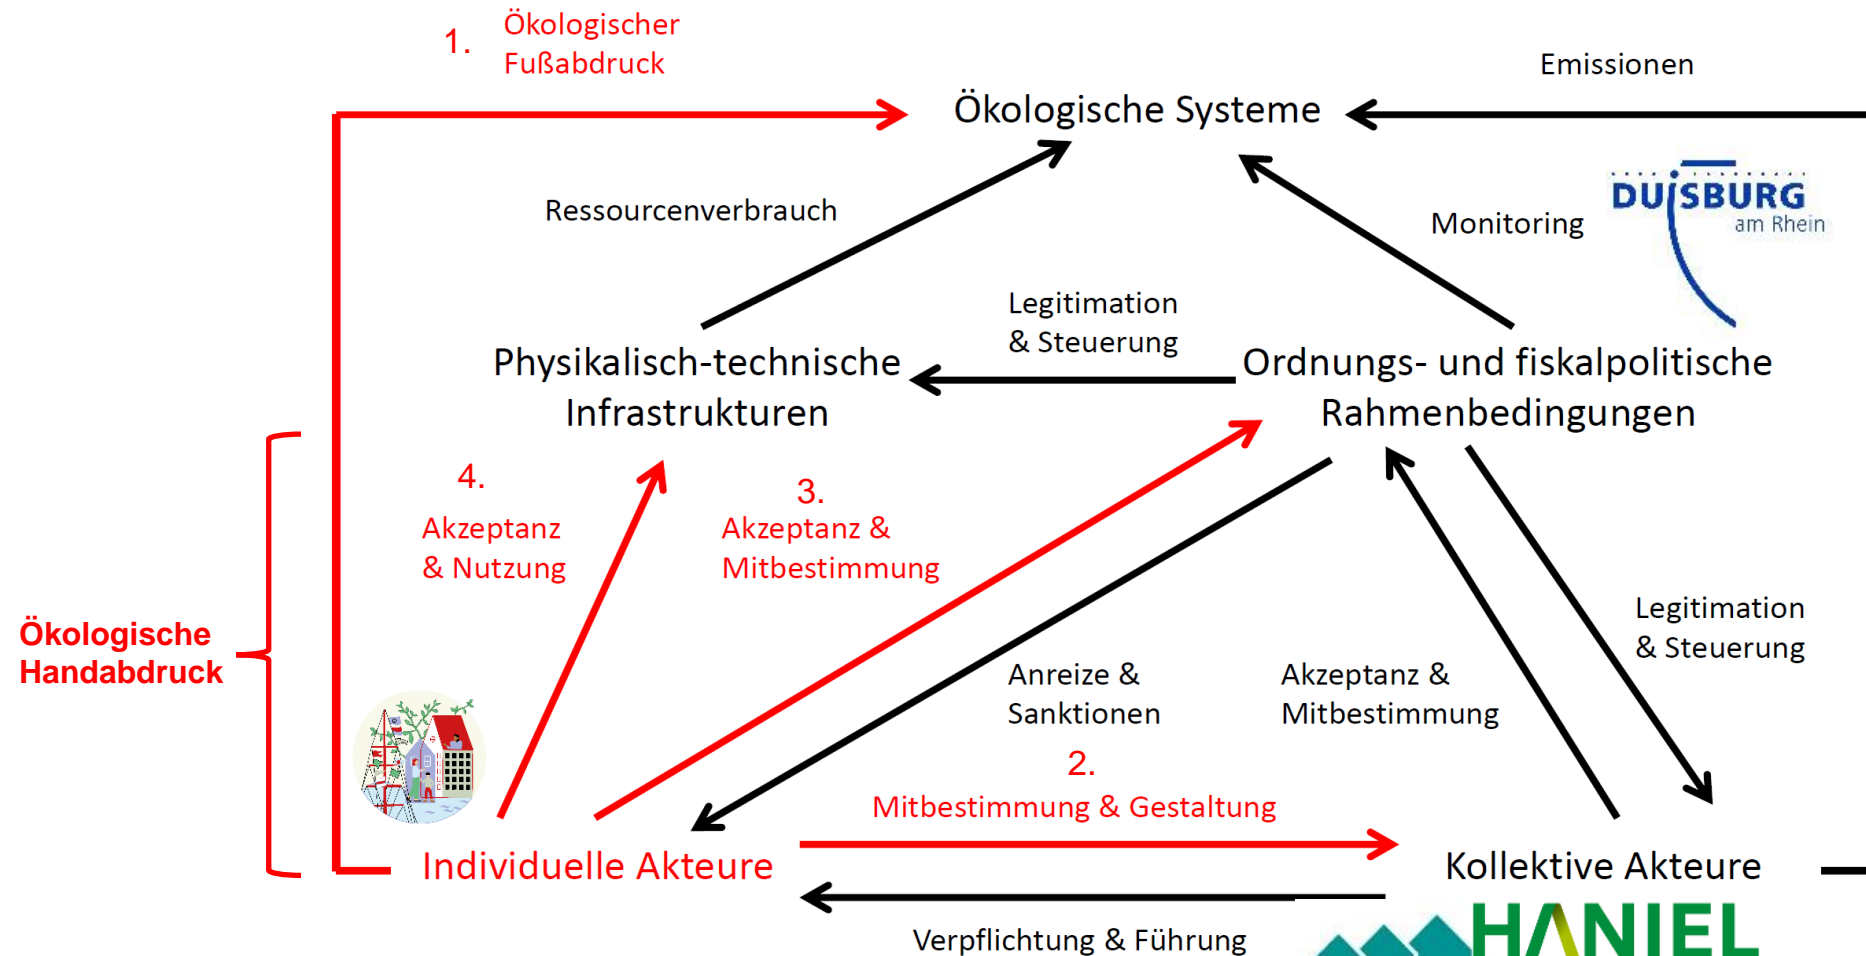 1.
Ökologischer
Fußabdruck
Emissionen
Ökologische Systeme
DUISBURG
am Rhein
Ressourcenverbrauch
Monitoring
Legitimation
& Steuerung
Physikalisch-technische
Infrastrukturen
Ordnungs- und fiskalpolitische
Rahmenbedingungen
4.
Akzeptanz
& Nutzung
3.
Akzeptanz &
Mitbestimmung
Ökologische
Handabdruck
Legitimation
& Steuerung
Anreize &
Sanktionen
Akzeptanz &
Mitbestimmung
2.
Mitbestimmung & Gestaltung
Individuelle Akteure
Kollektive Akteure
Verpflichtung & Führung
HANIEL